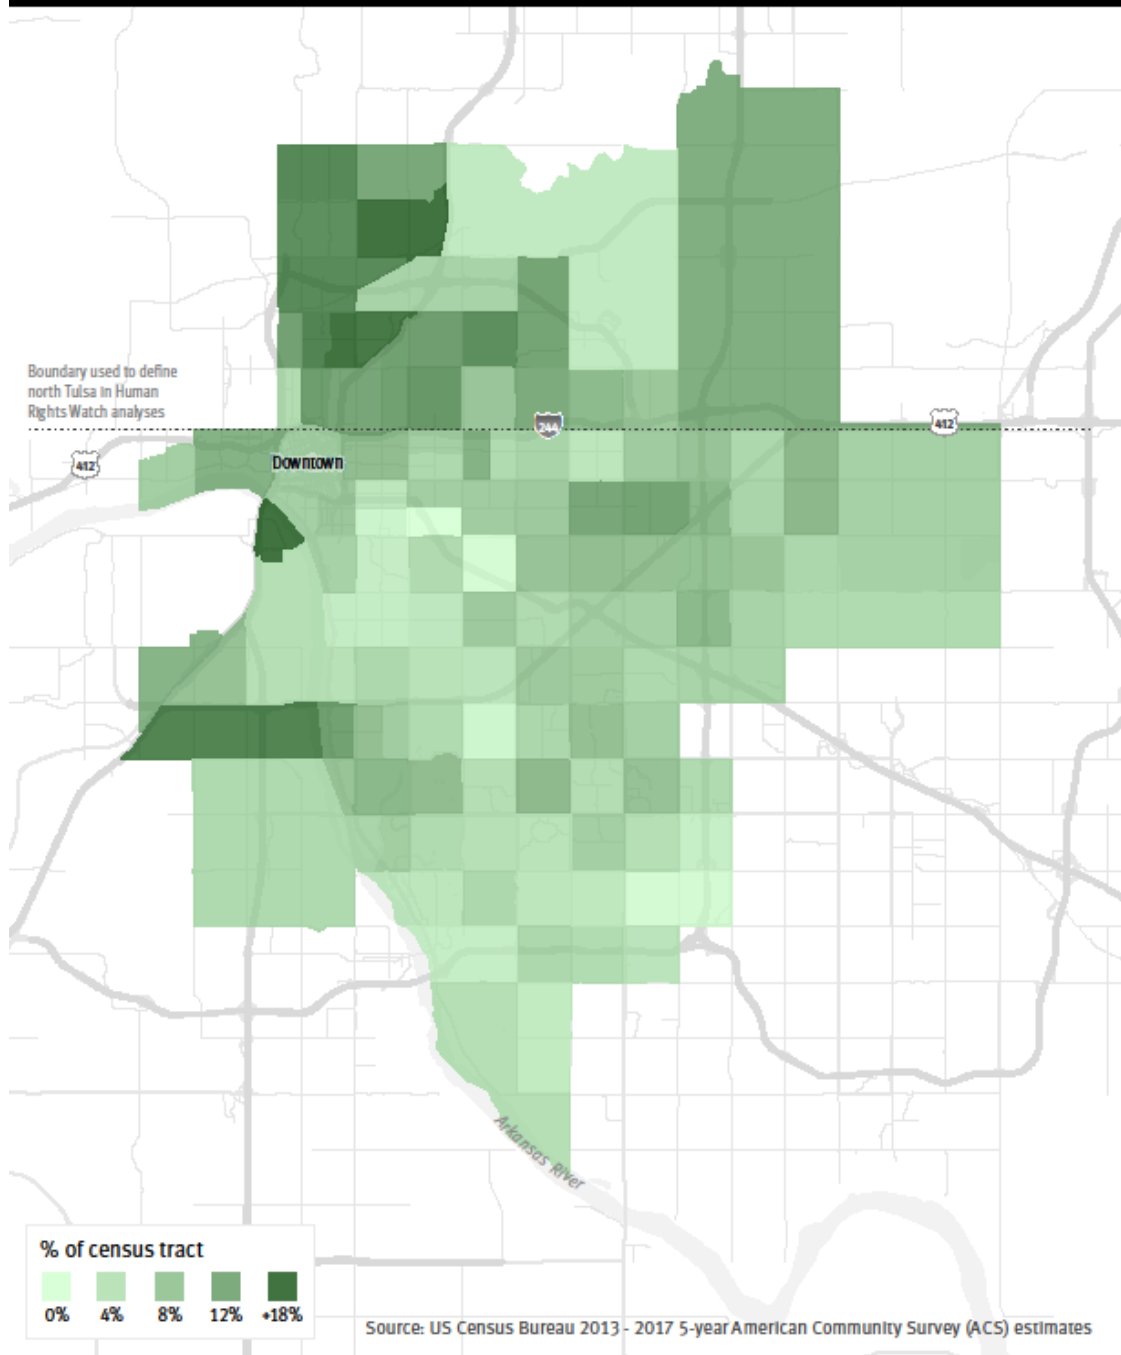 Boundary used to define
north Tulsa in Human
Rights Watch analyses
244
412
412
Downtown
Arkansas River
% of census tract
0%
4%
8%
12%
+18%
Source: US Census Bureau 2013 - 2017 5-year American Community Survey (ACS) estimates